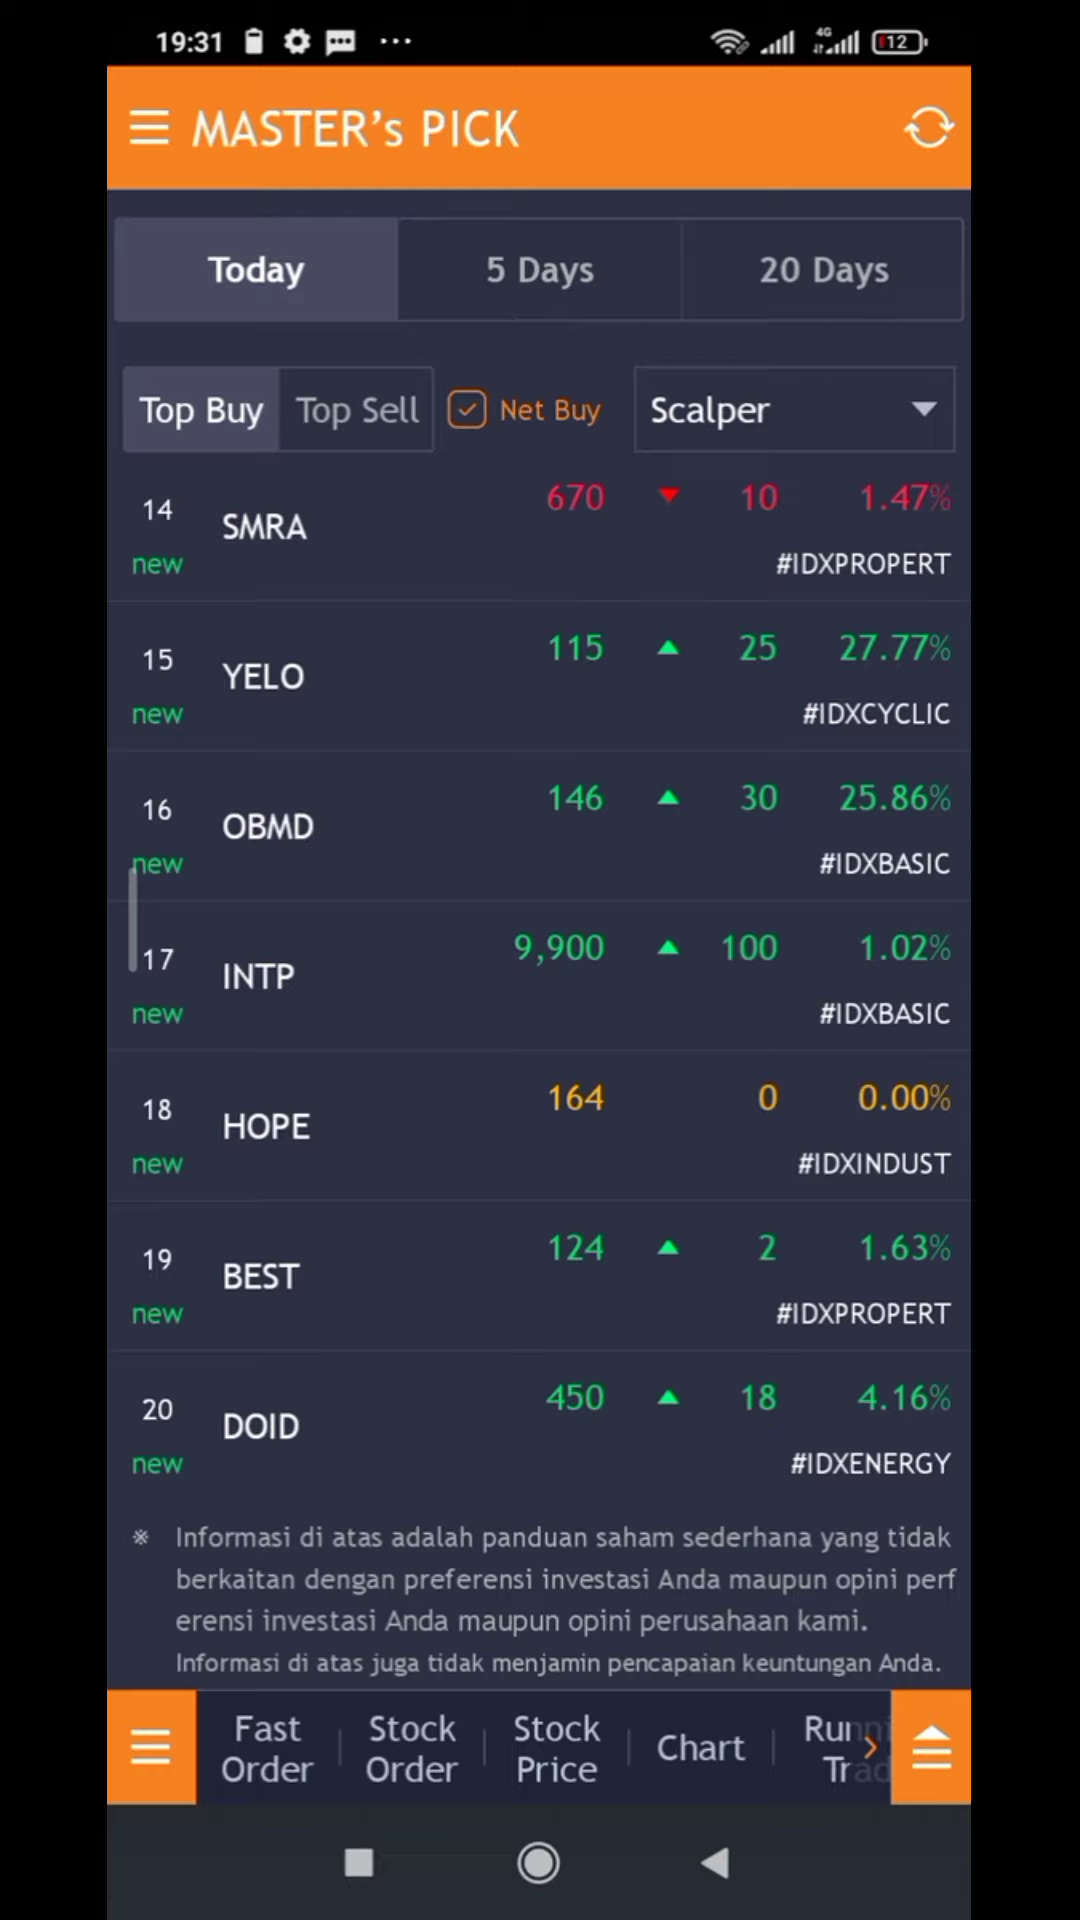 19:31 4G 12
MASTER's PICK
Today 5 Days 20 Days
Top Buy Top Sell Net Buy Scalper
14 SMRA 670 ▼ 10 1.47%
new #IDXPROPERT
15 YELO 115 ▲ 25 27.77%
new #IDXCYCLIC
16 OBMD 146 ▲ 30 25.86%
new #IDXBASIC
17 INTP 9,900 ▲ 100 1.02%
new #IDXBASIC
18 HOPE 164 0 0.00%
new #IDXINDUST
19 BEST 124 ▲ 2 1.63%
new #IDXPROPERT
20 DOID 450 ▲ 18 4.16%
new #IDXENERGY
※ Informasi di atas adalah panduan saham sederhana yang tidak
berkaitan dengan preferensi investasi Anda maupun opini perf
erensi investasi Anda maupun opini perusahaan kami.
Informasi di atas juga tidak menjamin pencapaian keuntungan Anda.
Fast Order
Stock Order
Stock Price
Chart